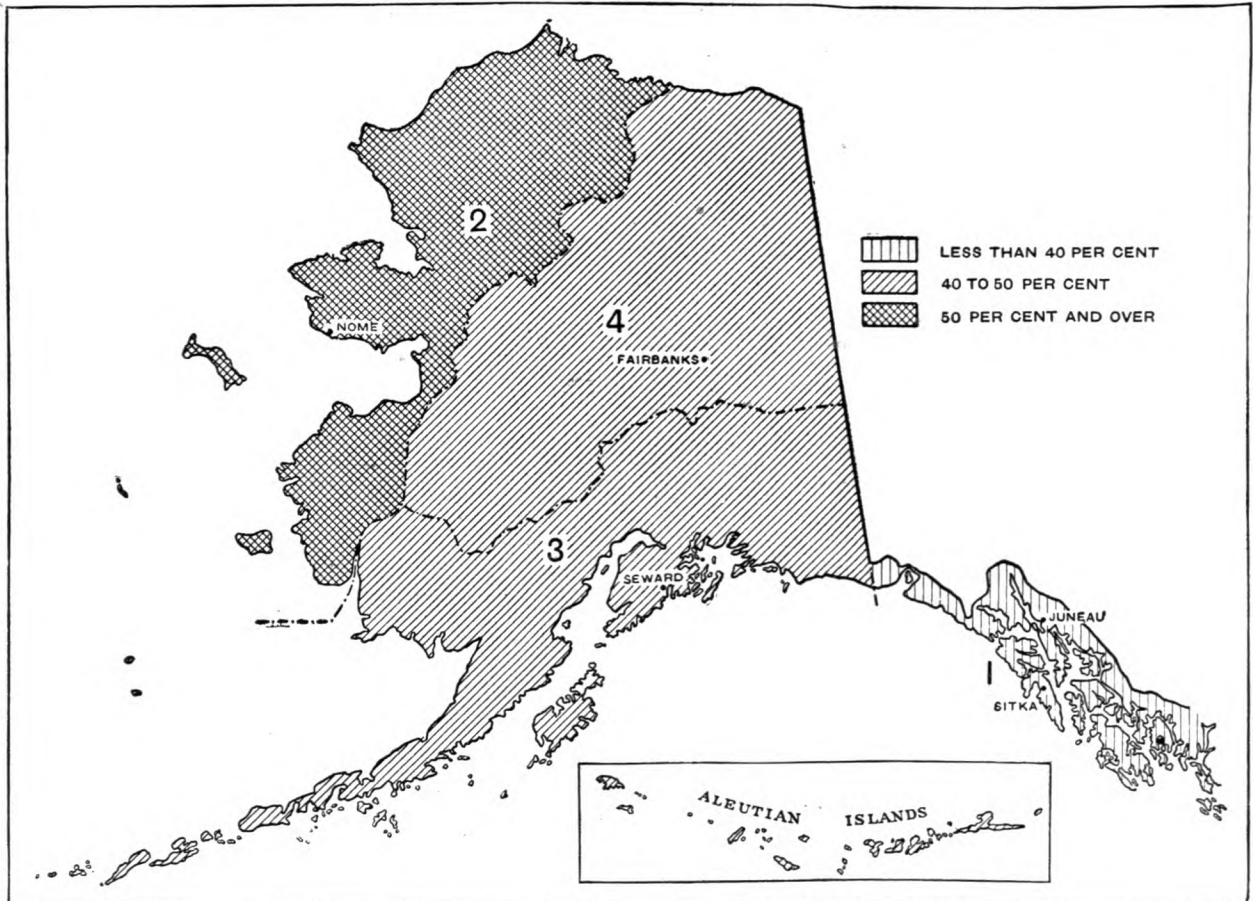 2
LESS THAN 40 PER CENT
40 TO 50 PER CENT
50 PER CENT AND OVER
NOME
4
FAIRBANKS
3
SEWARD
JUNEAU
1
SITKA
ALEUTIAN ISLANDS